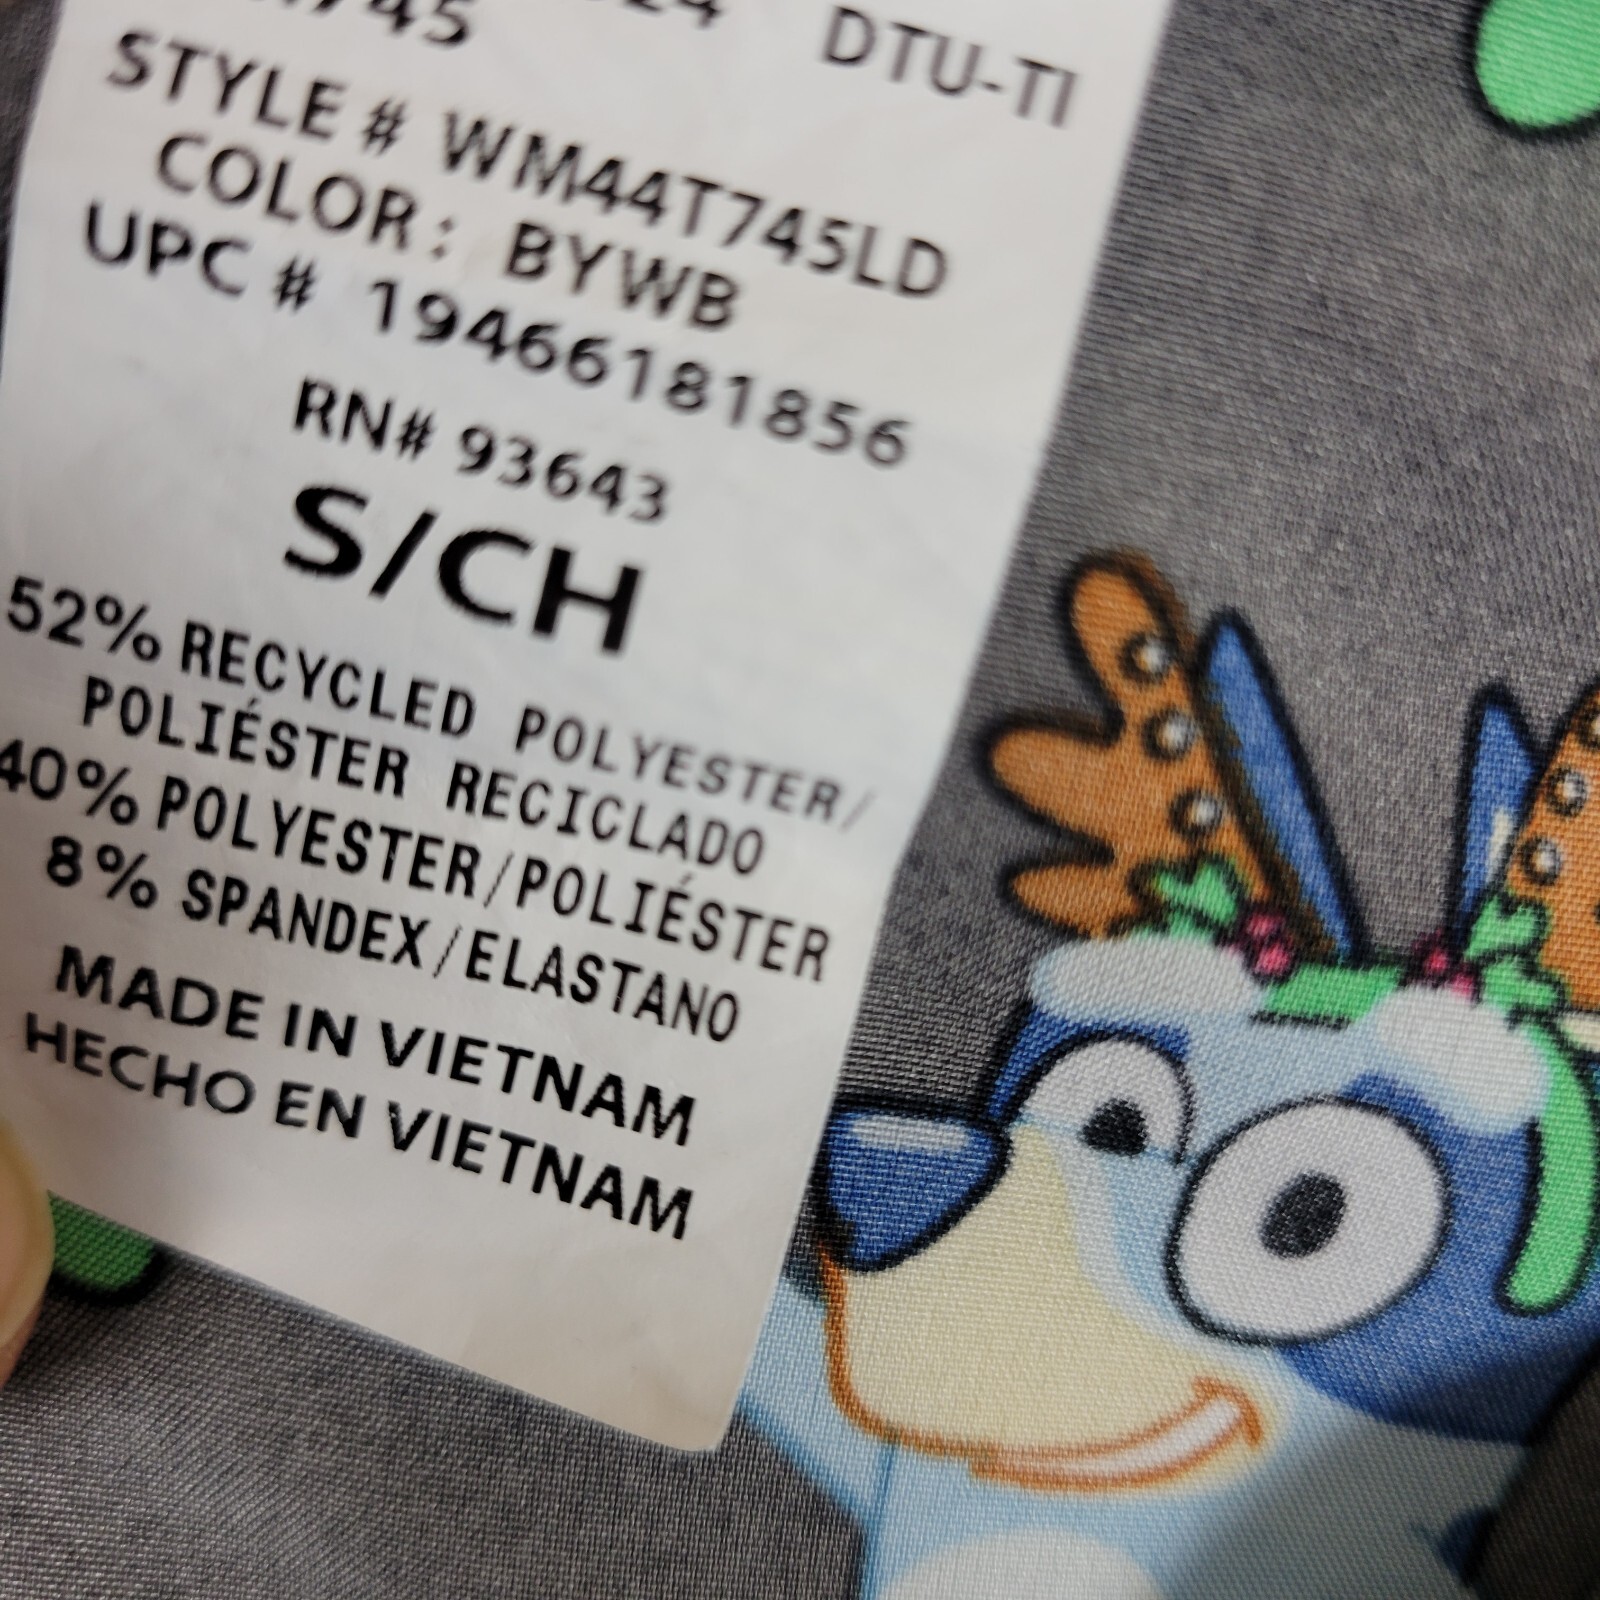 DTU-TI
STYLE # WM44T745LD
COLOR: BYWB
UPC # 194661818856
RN# 93643
S/CH
52% RECYCLED POLYESTER/
POLIÉSTER RECICLADO
40% POLYESTER/POLIÉSTER
8% SPANDEX/ELASTANO
MADE IN VIETNAM
HECHO EN VIETNAM